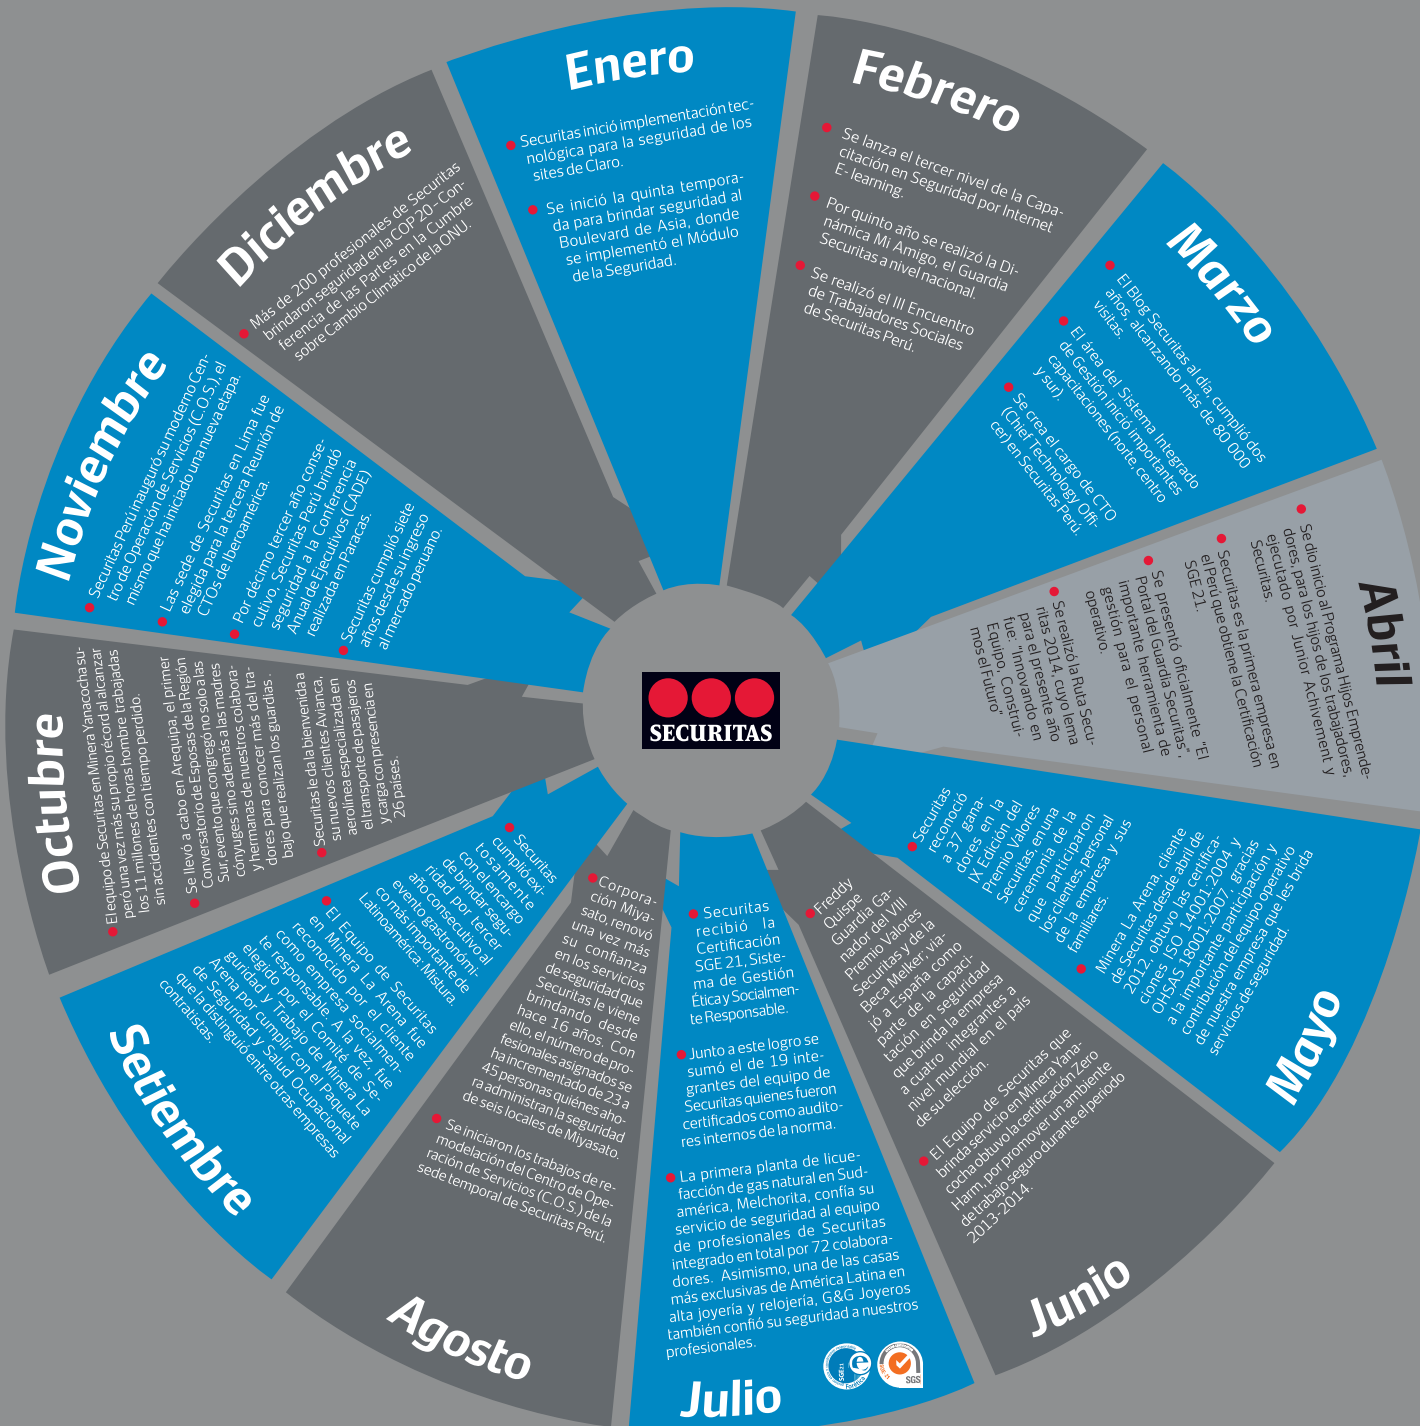 Enero
Securitas inició implementación tec-
nológica para la seguridad de los
sites de Claro.
Se inició la quinta tempora-
da para brindar seguridad al
Boulevard de Asia, donde
se implementó el Módulo
de la Seguridad.
Febrero
Se lanza el tercer nivel de la Capa-
citación en Seguridad por Internet
E- learning.
Por quinto año se realizó la Di-
námica Mi Amigo, el Guardia
Securitas a nivel nacional.
Se realizó el III Encuentro
de Trabajadores Sociales
de Securitas Perú.
Marzo
El Blog Securitas al día, cumplió dos
años, alcanzando más de 80 000
visitas.
El área del Sistema Integrado
de Gestión inició importantes
capacitaciones (norte, centro
y sur).
Se crea el cargo de CTO
(Chief Technology Offi-
cer) en Securitas Perú.
Abril
Se dio inicio al Programa Hijos Emprende-
dores, para los hijos de los trabajadores,
ejecutado por Junior Achivement y
Securitas.
Securitas es la primera empresa en
el Perú que obtiene la Certificación
SGE 21.
Se presentó oficialmente "El
Portal del Guardia Securitas",
importante herramienta de
gestión para el personal
operativo.
Se realizó la Ruta Secu-
ritas 2014, cuyo lema
para el presente año
fue: "Innovando en
Equipo, Construi-
mos el Futuro"
Mayo
Securitas
reconoció
a 37 gana-
dores en la
IX Edición del
Premio Valores
Securitas, en una
ceremonia de la
que participaron
los clientes, personal
de la empresa y sus
familiares.
Minera La Arena, cliente
de Securitas desde abril de
2012, obtuvo las certifica-
ciones ISO 14001:2004 y
OHSAS 18001:2007, gracias
a la importante participación y
contribución del equipo operativo
de nuestra empresa que les brinda
servicios de seguridad.
Junio
Freddy
Quispe
Guardia Ga-
nador del VIII
Premio Valores
Securitas y de la
Beca Melker, via-
jó a España como
parte de la capaci-
tación en seguridad
que brinda la empresa
a cuatro integrantes a
nivel mundial en el país
de su elección.
El Equipo de Securitas que
brinda servicio en Minera Yana-
cocha obtuvo la certificación Zero
Harm, por promover un ambiente
de trabajo seguro durante el periodo
2013-2014.
Julio
Securitas
recibió la
Certificación
SGE 21, Siste-
ma de Gestión
Ética y Socialmen-
te Responsable.
Junto a este logro se
sumó el de 19 inte-
grantes del equipo de
Securitas quienes fueron
certificados como audito-
res internos de la norma.
La primera planta de licue-
facción de gas natural en Sud-
américa, Melchorita, confía su
servicio de seguridad al equipo
de profesionales de Securitas
integrado en total por 72 colabora-
dores. Asimismo, una de las casas
más exclusivas de América Latina en
alta joyería y relojería, G&G Joyeros
también confió su seguridad a nuestros
profesionales.
SGE 21
SGS
Agosto
Corpora-
ción Miya-
sato, renovó
una vez más
su confianza
en los servicios
de seguridad que
Securitas le viene
brindando desde
hace 16 años. Con
ello, el número de pro-
fesionales asignados se
ha incrementado de 23 a
45 personas quiénes aho-
ra administran la seguridad
de seis locales de Miyasato.
Se iniciaron los trabajos de re-
modelación del Centro de Ope-
ración de Servicios (C.O.S.) de la
sede temporal de Securitas Perú.
Setiembre
Securitas
cumplió exi-
tosamente
con el encargo
de brindar segu-
ridad por tercer
año consecutivo al
evento gastronómi-
co más importante de
Latinoamérica: Mistura.
El Equipo de Securitas
en Minera La Arena fue
reconocido por el cliente
como empresa socialmen-
te responsable. A la vez, fue
elegido por el Comité de Se-
guridad y Trabajo de Minera La
Arena por cumplir con el Paquete
de Seguridad y Salud Ocupacional
que la distinguió entre otras empresas
contratistas.
Octubre
El equipo de Securitas en Minera Yanacocha su-
peró una vez más su propio récord al alcanzar
los 11 millones de horas hombre trabajadas
sin accidentes con tiempo perdido.
Se llevó a cabo en Arequipa, el primer
Conversatorio de Esposas de la Región
Sur, evento que congregó no solo a las
conyuges sino además a las madres
y hermanas de nuestros colabora-
dores para conocer más del tra-
bajo que realizan los guardias .
Securitas le da la bienvenida a
su nuevos clientes Avianca,
aerolínea especializada en
el transporte de pasajeros
y carga con presencia en
26 países.
Noviembre
Securitas Perú inauguró su moderno Cen-
tro de Operación de Servicios (C.O.S.), el
mismo que ha iniciado una nueva etapa.
Las sede de Securitas en Lima fue
elegida para la tercera Reunión de
CTOs de Iberoamérica.
Por décimo tercer año conse-
cutivo, Securitas Perú brindó
seguridad a la Conferencia
Anual de Ejecutivos (CADE)
realizada en Paracas.
Securitas cumplió siete
años desde su ingreso
al mercado peruano.
Diciembre
Más de 200 profesionales de Securitas
brindaron seguridad en la COP 20 – Con-
ferencia de las Partes en la Cumbre
sobre Cambio Climático de la ONU.
SECURITAS